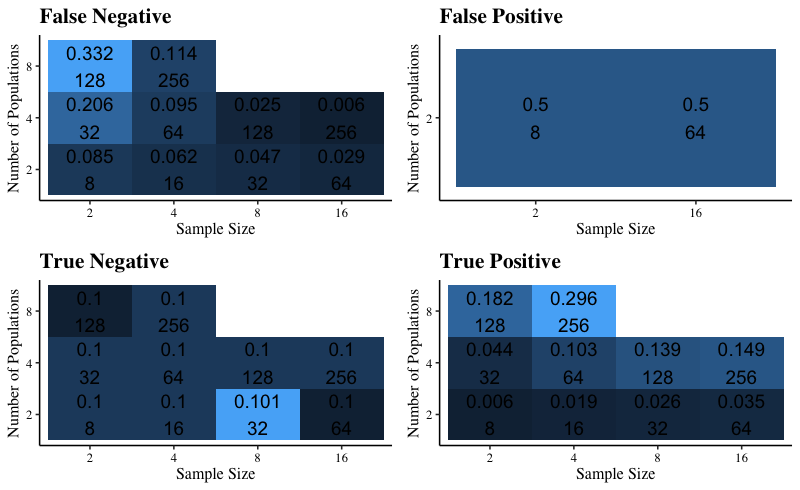 False Negative
Number of Populations
8
4
2
0.332 0.114
128 256
0.206 0.095 0.025 0.006
32 64 128 256
0.085 0.062 0.047 0.029
8 16 32 64
2 4 8 16
Sample Size
False Positive
Number of Populations
2
0.5 0.5
8 64
2 16
Sample Size
True Negative
Number of Populations
8
4
2
0.1 0.1
128 256
0.1 0.1 0.1 0.1
32 64 128 256
0.1 0.1 0.101 0.1
8 16 32 64
2 4 8 16
Sample Size
True Positive
Number of Populations
8
4
2
0.182 0.296
128 256
0.044 0.103 0.139 0.149
32 64 128 256
0.006 0.019 0.026 0.035
8 16 32 64
2 4 8 16
Sample Size